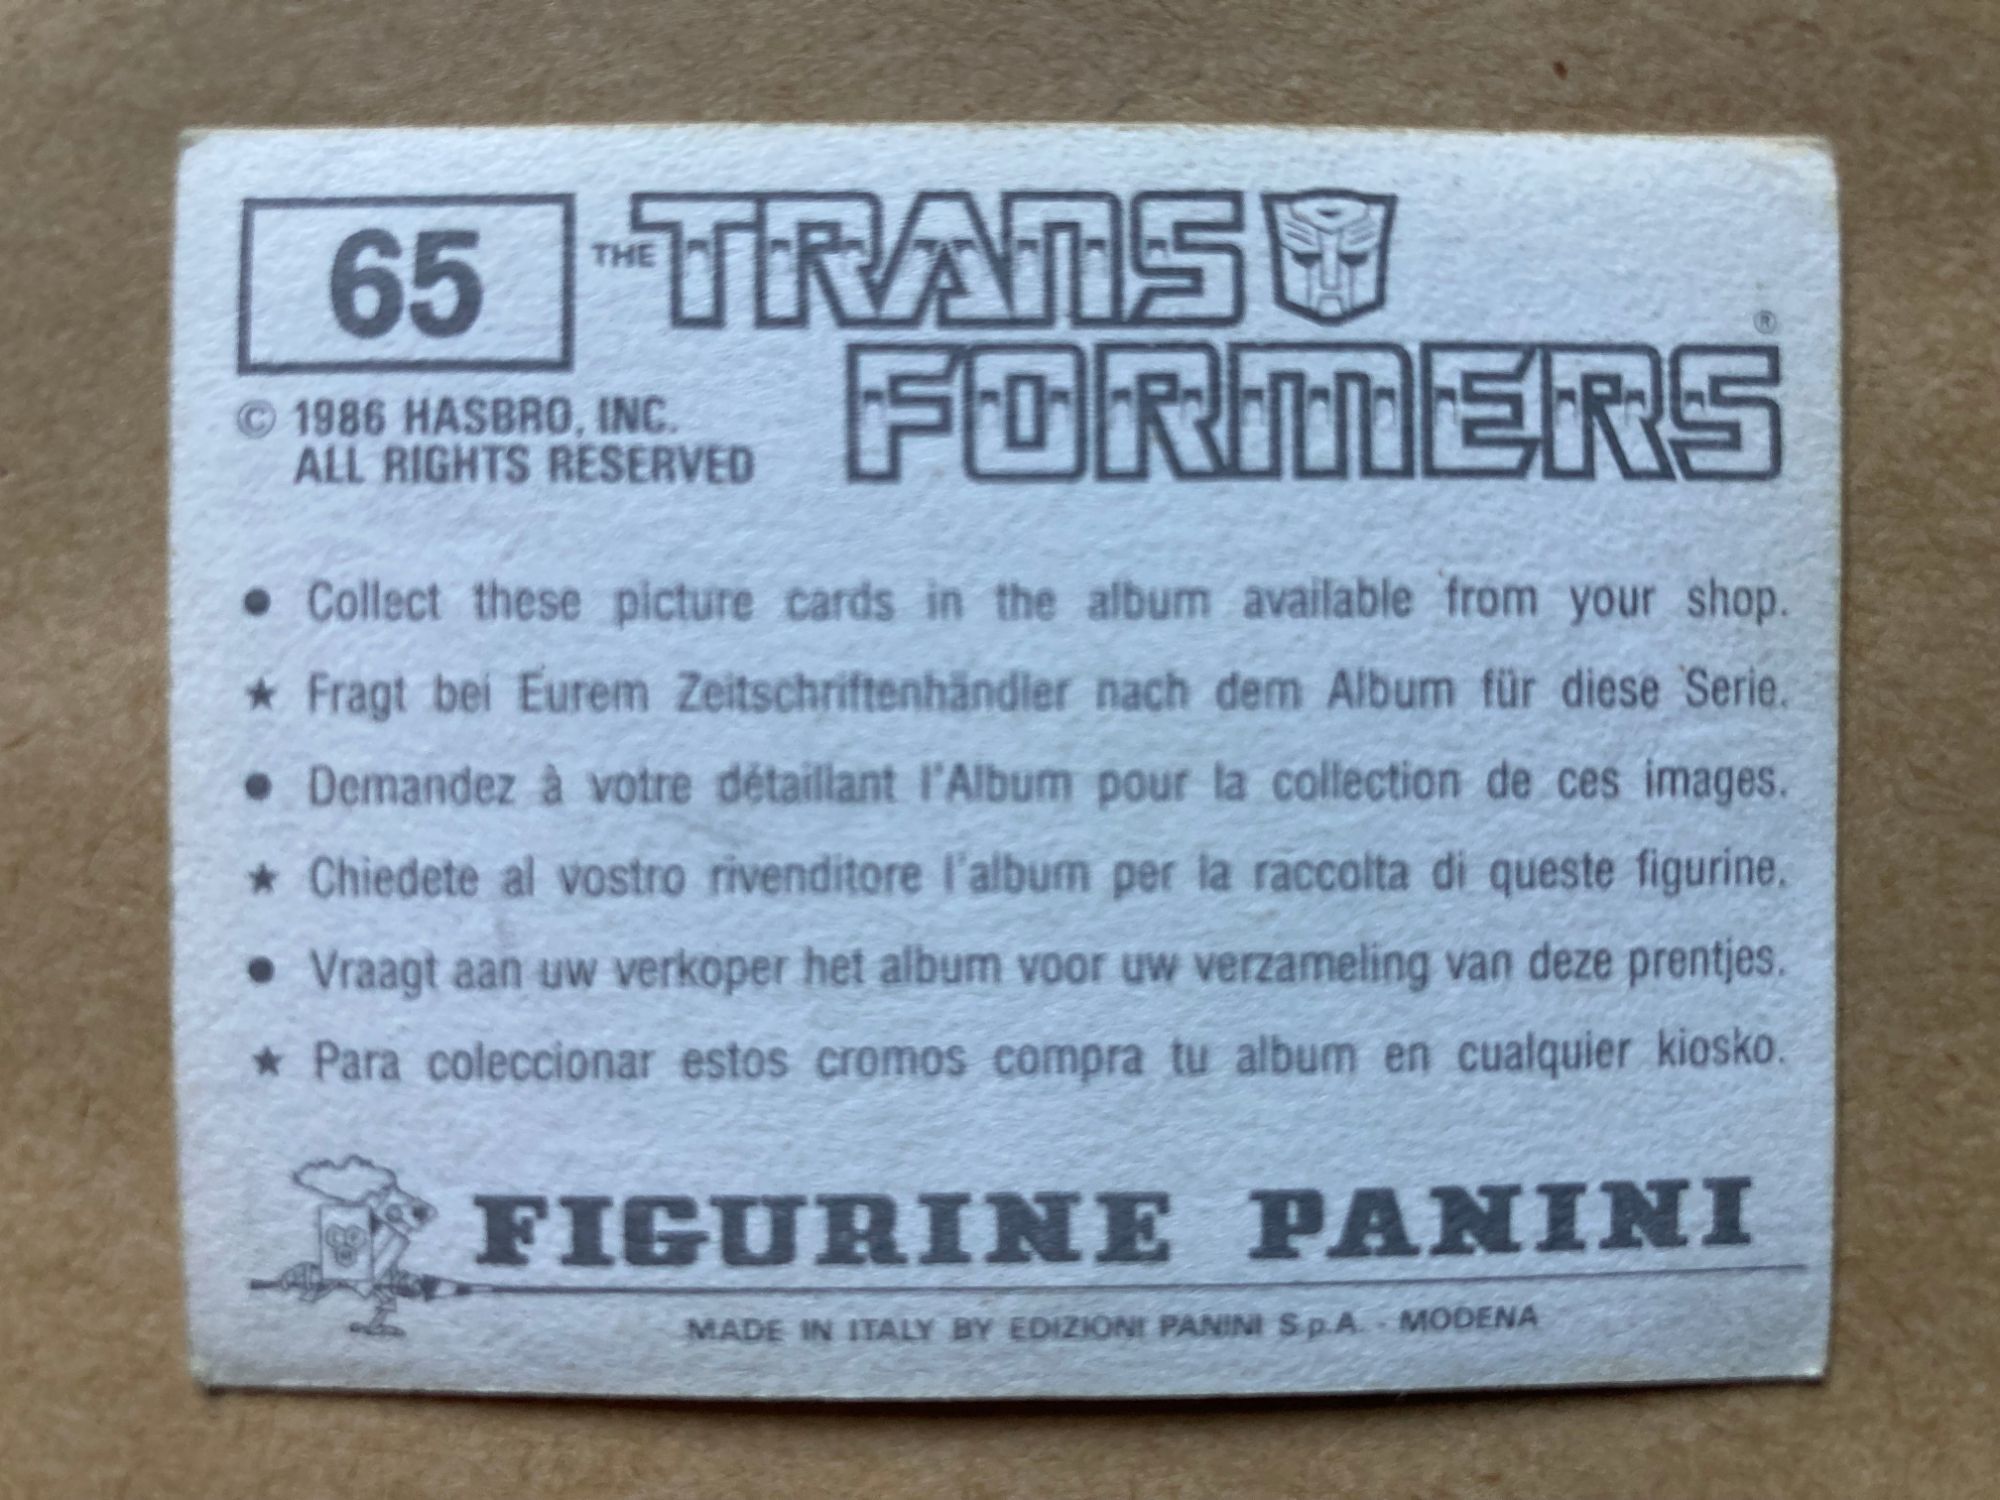 65
THE TRANS
FORMERS ®
© 1986 HASBRO, INC.
ALL RIGHTS RESERVED
● Collect these picture cards in the album available from your shop.
★ Fragt bei Eurem Zeitschriftenhändler nach dem Album für diese Serie.
● Demandez à votre détaillant l'Album pour la collection de ces images.
★ Chiedete al vostro rivenditore l'album per la raccolta di queste figurine.
● Vraagt aan uw verkoper het album voor uw verzameling van deze prentjes.
★ Para coleccionar estos cromos compra tu album en cualquier kiosko.
FIGURINE PANINI
MADE IN ITALY BY EDIZIONI PANINI S.p.A. - MODENA